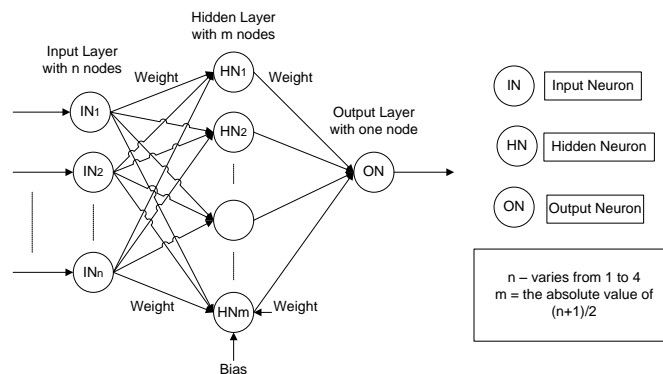 Hidden Layer
with m nodes
Input Layer
with n nodes
Weight
HN1
Weight
IN1
HN2
Output Layer
with one node
IN2
ON
INn
Weight
HNm
Weight
Bias
IN
Input Neuron
HN
Hidden Neuron
ON
Output Neuron
n – varies from 1 to 4
m = the absolute value of
(n+1)/2